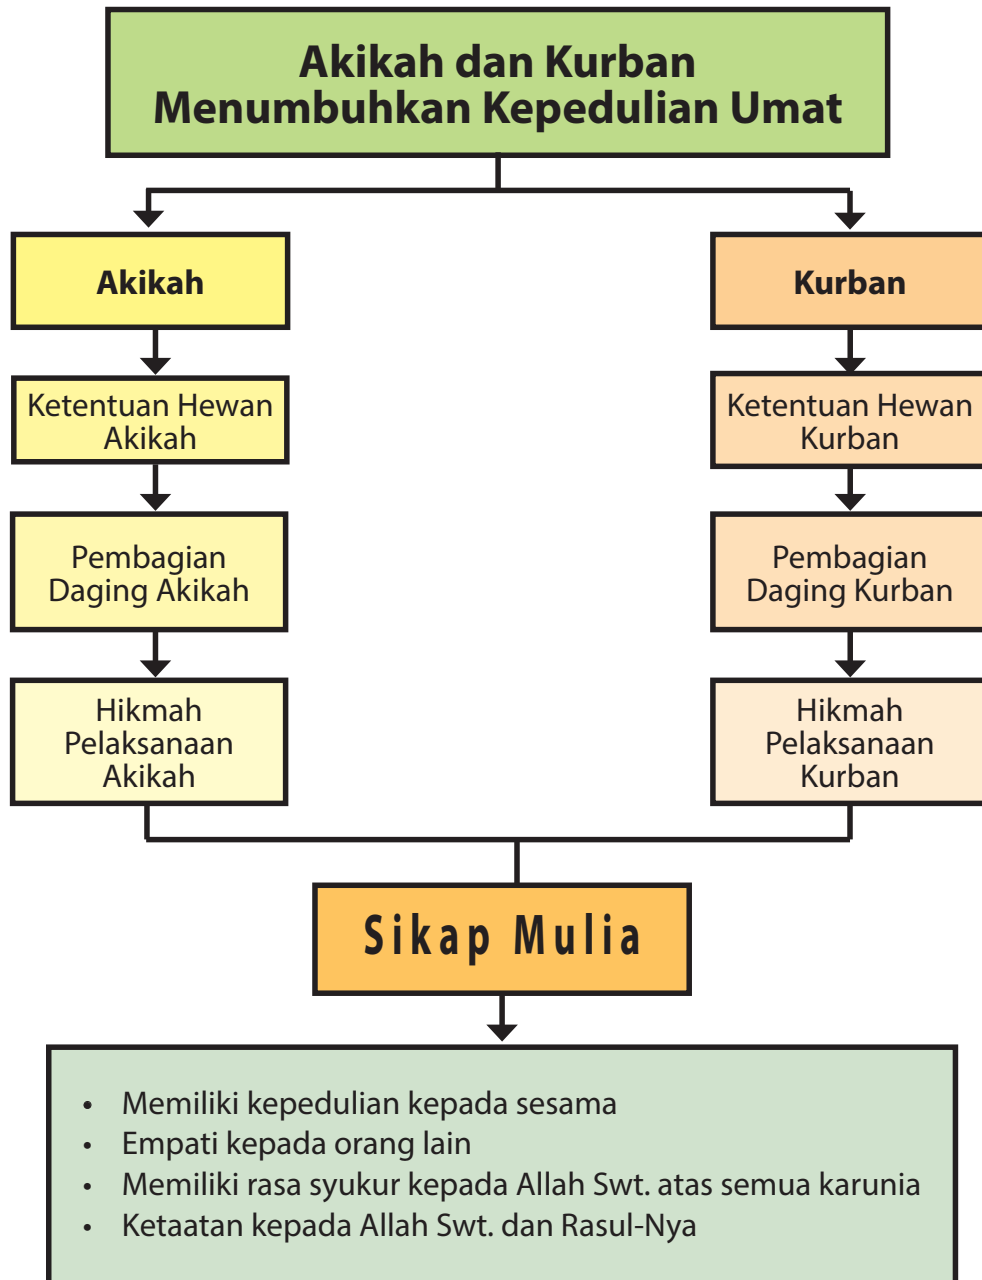 Akikah dan Kurban
Menumbuhkan Kepedulian Umat
Akikah
Kurban
Ketentuan Hewan
Akikah
Ketentuan Hewan
Kurban
Pembagian
Daging Akikah
Pembagian
Daging Kurban
Hikmah
Pelaksanaan
Akikah
Hikmah
Pelaksanaan
Kurban
Sikap Mulia
• Memiliki kepedulian kepada sesama
• Empati kepada orang lain
• Memiliki rasa syukur kepada Allah Swt. atas semua karunia
• Ketaatan kepada Allah Swt. dan Rasul-Nya